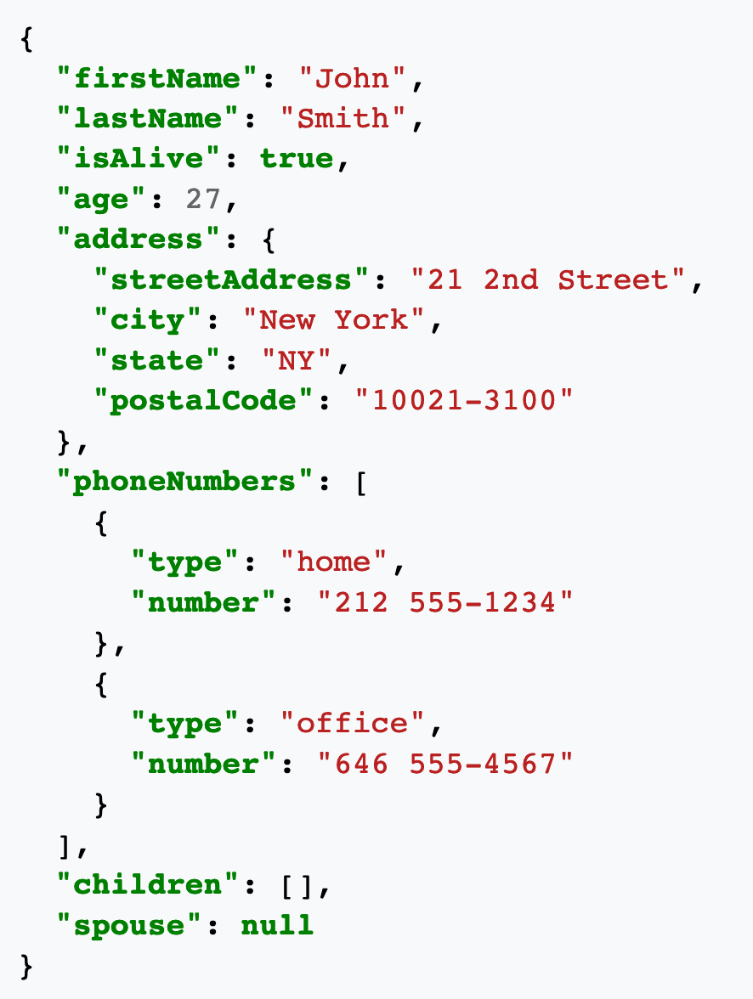 {
  "firstName": "John",
  "lastName": "Smith",
  "isAlive": true,
  "age": 27,
  "address": {
    "streetAddress": "21 2nd Street",
    "city": "New York",
    "state": "NY",
    "postalCode": "10021-3100"
  },
  "phoneNumbers": [
    {
      "type": "home",
      "number": "212 555-1234"
    },
    {
      "type": "office",
      "number": "646 555-4567"
    }
  ],
  "children": [],
  "spouse": null
}